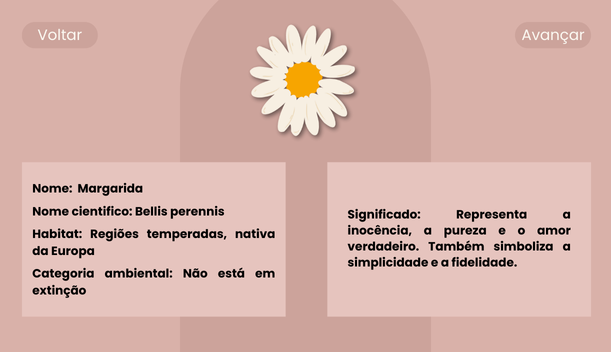 Voltar
Avançar
Nome: Margarida
Nome cientifico: Bellis perennis
Habitat: Regiões temperadas, nativa
da Europa
Categoria ambiental: Não está em
extinção
Significado: Representa a
inocência, a pureza e o amor
verdadeiro. Também simboliza a
simplicidade e a fidelidade.